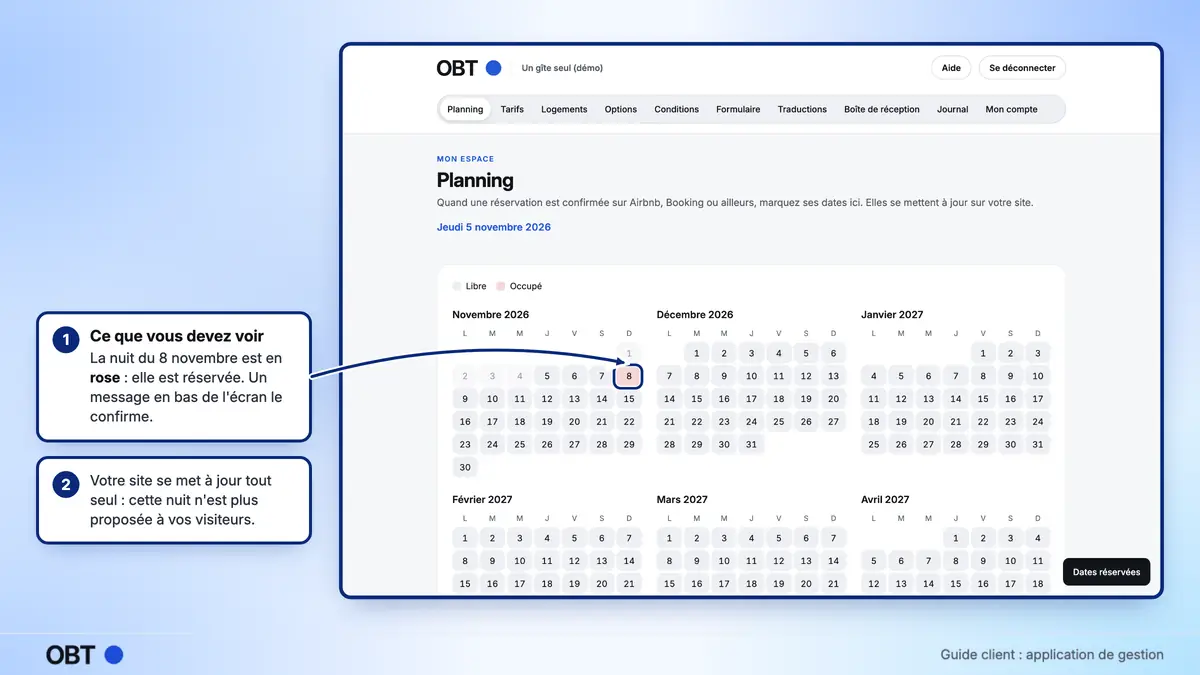 OBT
Un gîte seul (démo)
Aide
Se déconnecter
Planning Tarifs Logements Options Conditions Formulaire Traductions Boîte de réception Journal Mon compte
MON ESPACE
Planning
Quand une réservation est confirmée sur Airbnb, Booking ou ailleurs, marquez ses dates ici. Elles se mettent à jour sur votre site.
Jeudi 5 novembre 2026
Libre Occupé
Novembre 2026
L M M J V S D
1
2 3 4 5 6 7 8
9 10 11 12 13 14 15
16 17 18 19 20 21 22
23 24 25 26 27 28 29
30
Décembre 2026
L M M J V S D
1 2 3 4 5 6
7 8 9 10 11 12 13
14 15 16 17 18 19 20
21 22 23 24 25 26 27
28 29 30 31
Janvier 2027
L M M J V S D
1 2 3
4 5 6 7 8 9 10
11 12 13 14 15 16 17
18 19 20 21 22 23 24
25 26 27 28 29 30 31
Février 2027
L M M J V S D
1 2 3 4 5 6 7
8 9 10 11 12 13 14
15 16 17 18 19 20 21
Mars 2027
L M M J V S D
1 2 3 4 5 6 7
8 9 10 11 12 13 14
15 16 17 18 19 20 21
Avril 2027
L M M J V S D
1 2 3 4
5 6 7 8 9 10 11
12 13 14 15 16 17 18
Dates réservées
1 Ce que vous devez voir
La nuit du 8 novembre est en
rose : elle est réservée. Un
message en bas de l'écran le
confirme.
2 Votre site se met à jour tout
seul : cette nuit n'est plus
proposée à vos visiteurs.
OBT
Guide client : application de gestion